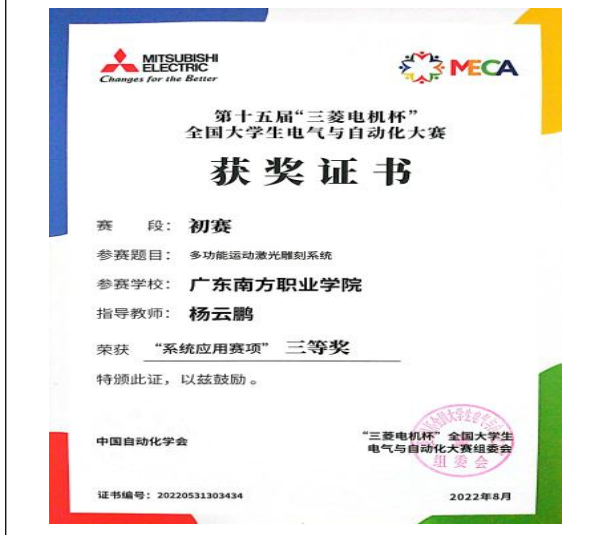 MITSUBISHI
ELECTRIC
Changes for the Better
MECA
第十五届“三菱电机杯”
全国大学生电气与自动化大赛
获奖证书
赛 段：初赛
参赛题目：多功能运动激光雕刻系统
参赛学校：广东南方职业学院
指导教师：杨云鹏
荣获 “系统应用赛项” 三等奖
特颁此证，以兹鼓励。
中国自动化学会
“三菱电机杯”全国大学生
电气与自动化大赛组委会
组委会
证书编号：20220531303434
2022年8月